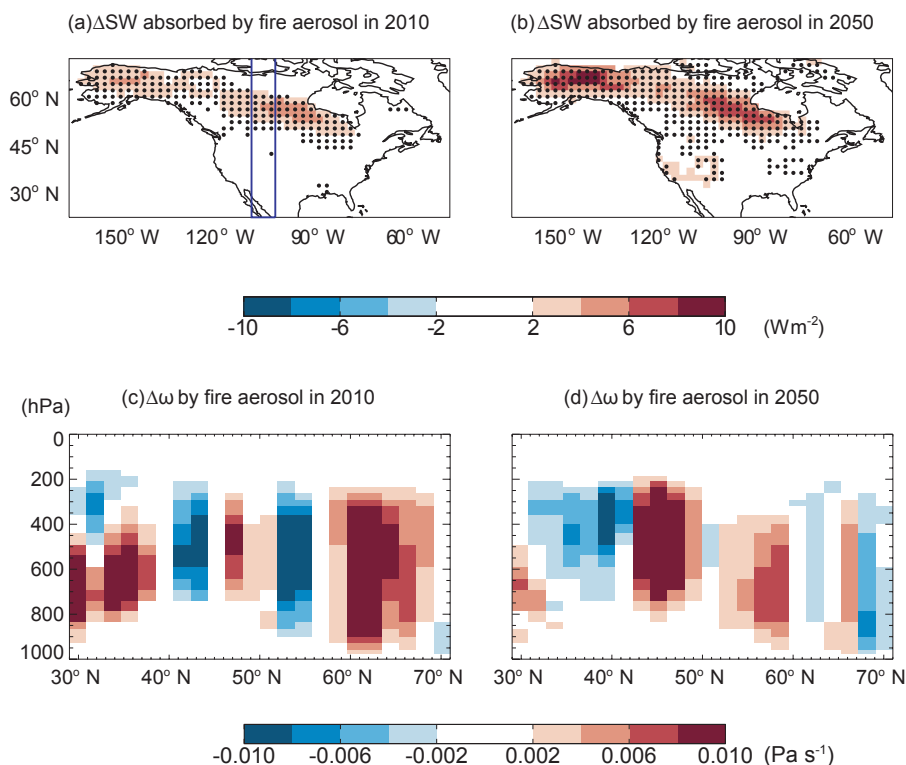 (a)ΔSW absorbed by fire aerosol in 2010
(b) ΔSW absorbed by fire aerosol in 2050
60° N
45° N
30° N
150° W 120° W 90° W 60° W
150° W 120° W 90° W 60° W
-10 -6 -2 2 6 10 (Wm⁻²)
(c)Δω by fire aerosol in 2010
(d)Δω by fire aerosol in 2050
(hPa)
0
200
400
600
800
1000
30° N 40° N 50° N 60° N 70° N
30° N 40° N 50° N 60° N 70° N
-0.010 -0.006 -0.002 0.002 0.006 0.010 (Pa s⁻¹)